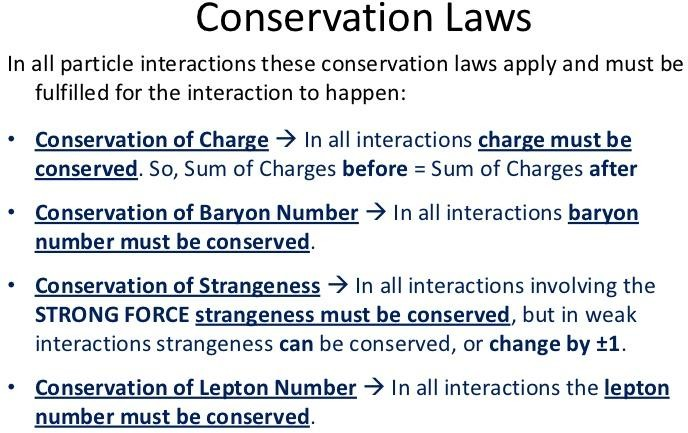 Conservation Laws
In all particle interactions these conservation laws apply and must be
fulfilled for the interaction to happen:
• Conservation of Charge → In all interactions charge must be
conserved. So, Sum of Charges before = Sum of Charges after
• Conservation of Baryon Number → In all interactions baryon
number must be conserved.
• Conservation of Strangeness → In all interactions involving the
STRONG FORCE strangeness must be conserved, but in weak
interactions strangeness can be conserved, or change by ±1.
• Conservation of Lepton Number → In all interactions the lepton
number must be conserved.